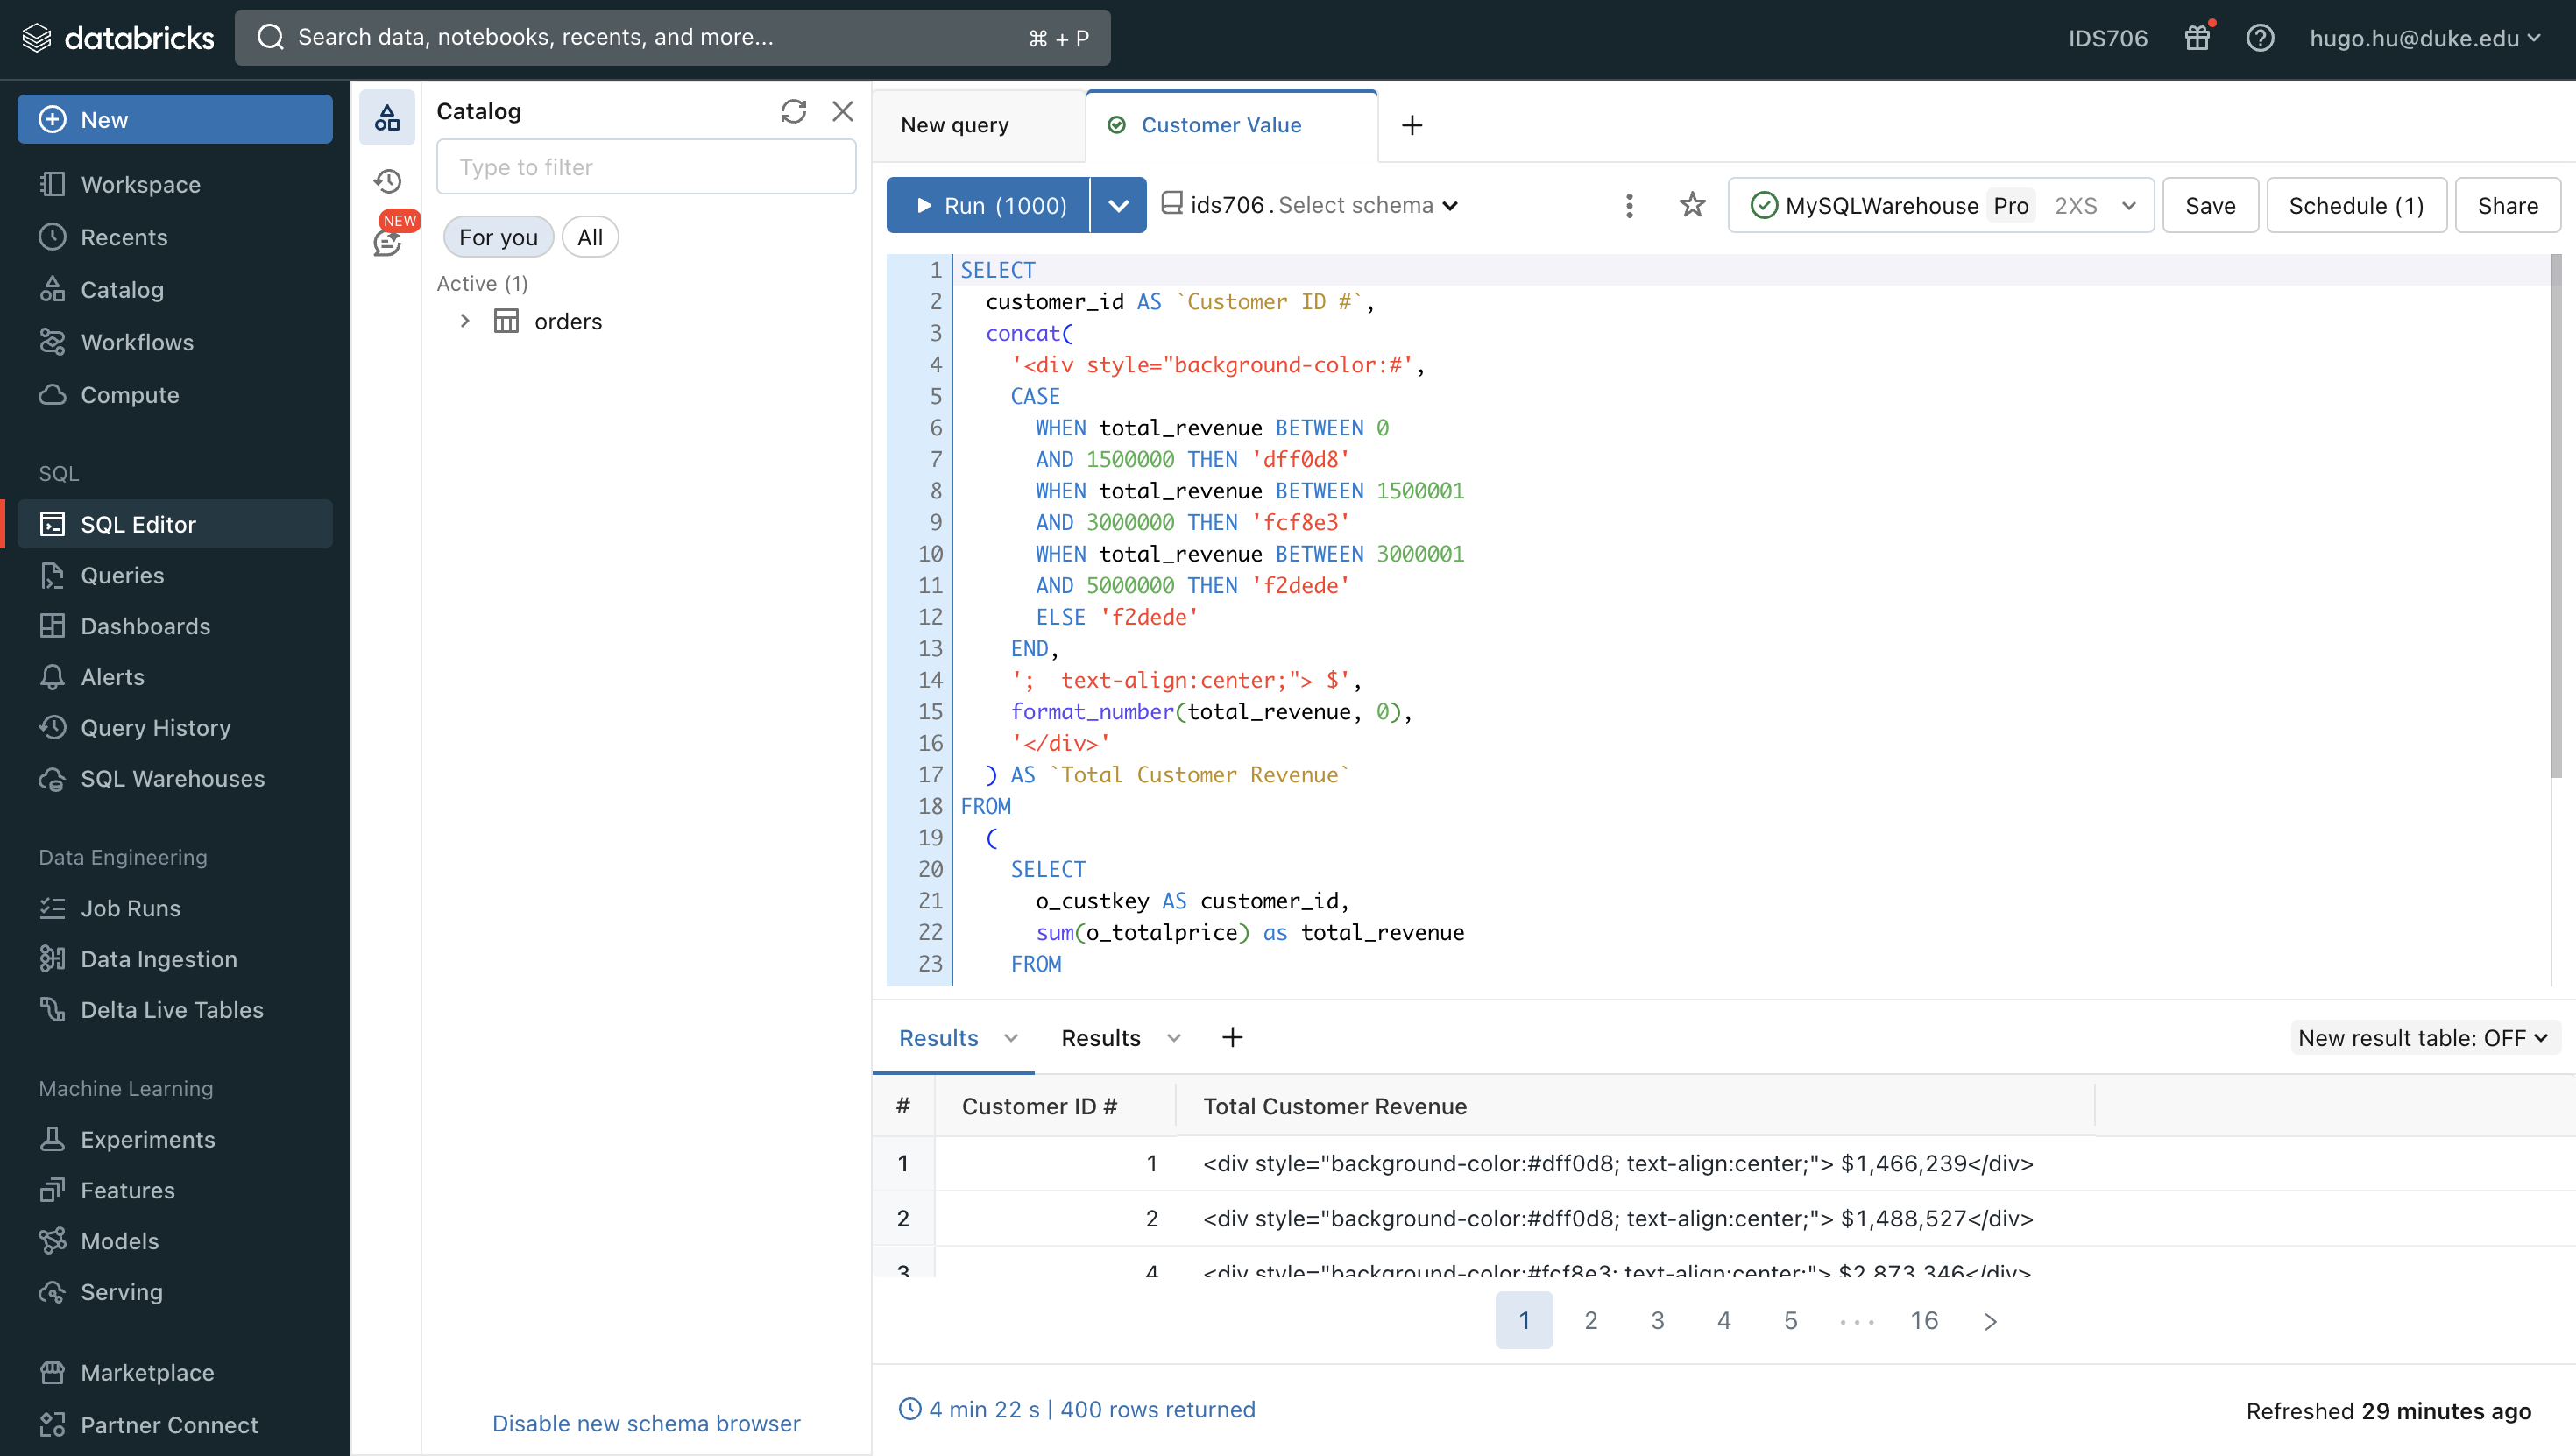 databricks
Search data, notebooks, recents, and more...
⌘ + P
IDS706
hugo.hu@duke.edu
New
Workspace
Recents
Catalog
Workflows
Compute
SQL
SQL Editor
Queries
Dashboards
Alerts
Query History
SQL Warehouses
Data Engineering
Job Runs
Data Ingestion
Delta Live Tables
Machine Learning
Experiments
Features
Models
Serving
Marketplace
Partner Connect
NEW
Catalog
Type to filter
For you
All
Active (1)
orders
Disable new schema browser
New query
Customer Value
Run (1000)
ids706 . Select schema
MySQLWarehouse Pro 2XS
Save
Schedule (1)
Share
1 SELECT
2 customer_id AS `Customer ID #`,
3 concat(
4 '<div style="background-color:#',
5 CASE
6 WHEN total_revenue BETWEEN 0
7 AND 1500000 THEN 'dff0d8'
8 WHEN total_revenue BETWEEN 1500001
9 AND 3000000 THEN 'fcf8e3'
10 WHEN total_revenue BETWEEN 3000001
11 AND 5000000 THEN 'f2dede'
12 ELSE 'f2dede'
13 END,
14 ';  text-align:center;"> $',
15 format_number(total_revenue, 0),
16 '</div>'
17 ) AS `Total Customer Revenue`
18 FROM
19 (
20 SELECT
21 o_custkey AS customer_id,
22 sum(o_totalprice) as total_revenue
23 FROM
Results
Results
New result table: OFF
# Customer ID # Total Customer Revenue
1 1 <div style="background-color:#dff0d8; text-align:center;"> $1,466,239</div>
2 2 <div style="background-color:#dff0d8; text-align:center;"> $1,488,527</div>
3 4 <div style="background-color:#fcf8e3; text-align:center;"> $2,873,346</div>
1 2 3 4 5 ••• 16 >
4 min 22 s | 400 rows returned
Refreshed 29 minutes ago